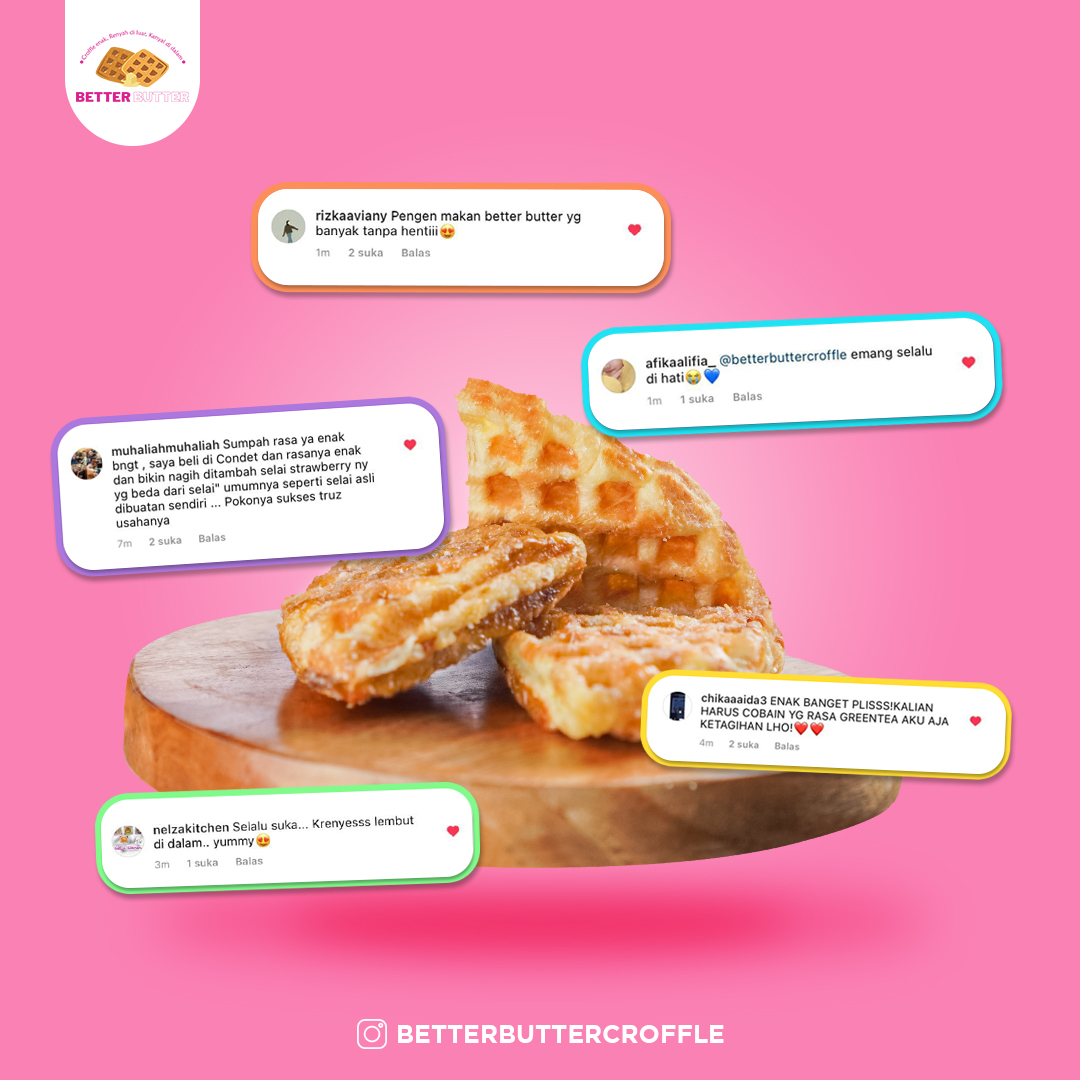 Croffle enak, Renyah di luar, Kenyal di dalam
BETTER BUTTER
rizkaaviany Pengen makan better butter yg
banyak tanpa hentiii😍
1m 2 suka Balas
afikaalifia_ @betterbuttercroffle emang selalu
di hati😭💙
1m 1 suka Balas
muhaliahmuhaliah Sumpah rasa ya enak
bngt , saya beli di Condet dan rasanya enak
dan bikin nagih ditambah selai strawberry ny
yg beda dari selai" umumnya seperti selai asli
dibuatan sendiri ... Pokonya sukses truz
usahanya
7m 2 suka Balas
chikaaaida3 ENAK BANGET PLISSS!KALIAN
HARUS COBAIN YG RASA GREENTEA AKU AJA
KETAGIHAN LHO!❤️❤️
4m 2 suka Balas
nelzakitchen Selalu suka... Krenyesss lembut
di dalam.. yummy😍
3m 1 suka Balas
BETTERBUTTERCROFFLE